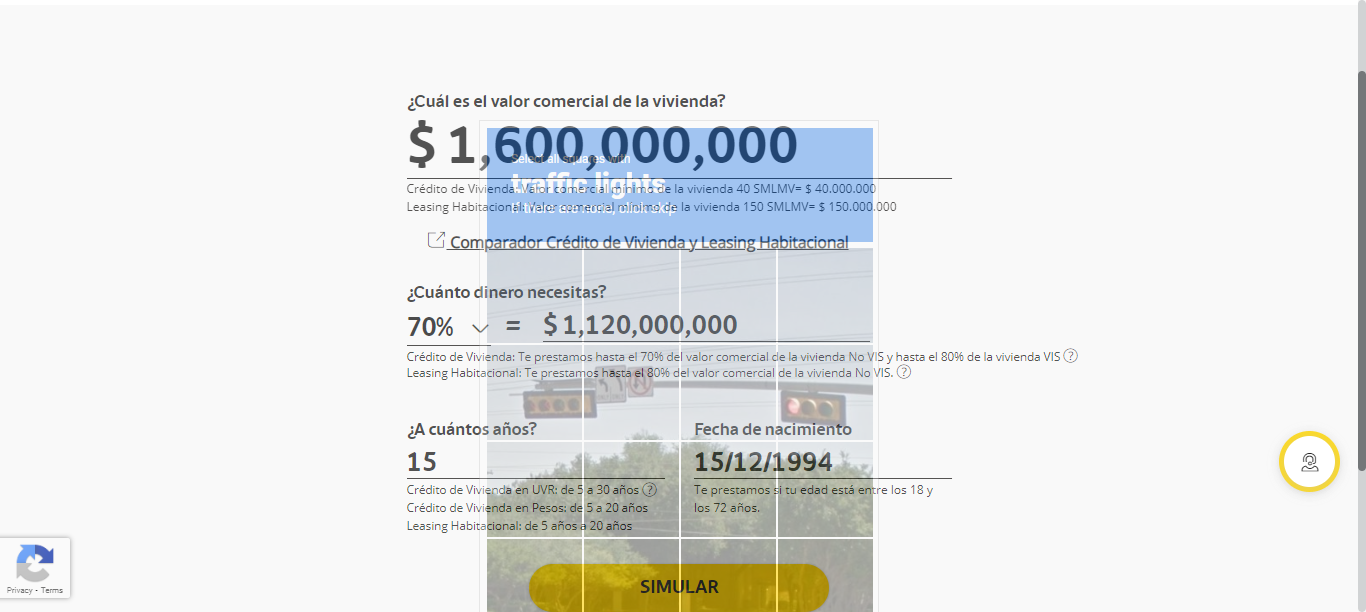 ¿Cuál es el valor comercial de la vivienda?
$ 1,600,000,000
Select all squares with
traffic lights
If there are none, click skip
Crédito de Vivienda: Valor comercial mínimo de la vivienda 40 SMLMV= $ 40.000.000
Leasing Habitacional: Valor comercial mínimo de la vivienda 150 SMLMV= $ 150.000.000
Comparador Crédito de Vivienda y Leasing Habitacional
¿Cuánto dinero necesitas?
70% = $ 1,120,000,000
Crédito de Vivienda: Te prestamos hasta el 70% del valor comercial de la vivienda No VIS y hasta el 80% de la vivienda VIS ?
Leasing Habitacional: Te prestamos hasta el 80% del valor comercial de la vivienda No VIS. ?
¿A cuántos años?
15
Crédito de Vivienda en UVR: de 5 a 30 años ?
Crédito de Vivienda en Pesos: de 5 a 20 años
Leasing Habitacional: de 5 años a 20 años
Fecha de nacimiento
15/12/1994
Te prestamos si tu edad está entre los 18 y
los 72 años.
SIMULAR
Privacy - Terms